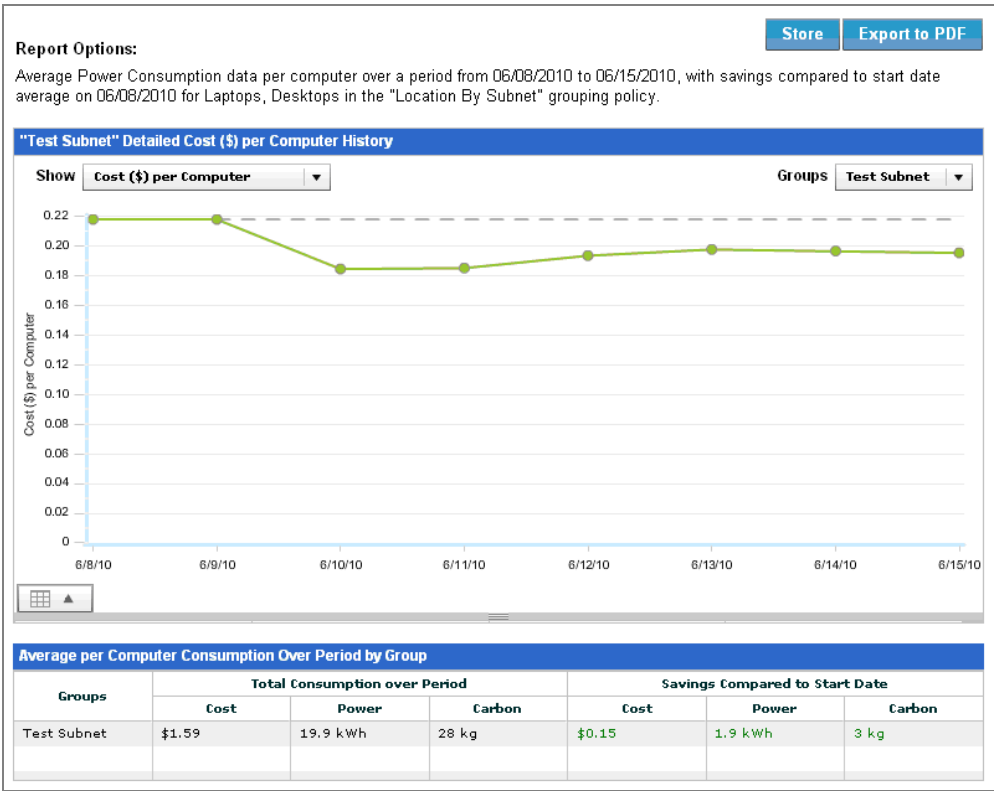 Store Export to PDF
Report Options:
Average Power Consumption data per computer over a period from 06/08/2010 to 06/15/2010, with savings compared to start date
average on 06/08/2010 for Laptops, Desktops in the "Location By Subnet" grouping policy.
"Test Subnet" Detailed Cost ($) per Computer History
Show Cost ($) per Computer Groups Test Subnet
Cost ($) per Computer
0.22
0.20
0.18
0.16
0.14
0.12
0.10
0.08
0.06
0.04
0.02
0
6/8/10 6/9/10 6/10/10 6/11/10 6/12/10 6/13/10 6/14/10 6/15/10
Average per Computer Consumption Over Period by Group
Groups Total Consumption over Period Savings Compared to Start Date
Cost Power Carbon Cost Power Carbon
Test Subnet $1.59 19.9 kWh 28 kg $0.15 1.9 kWh 3 kg